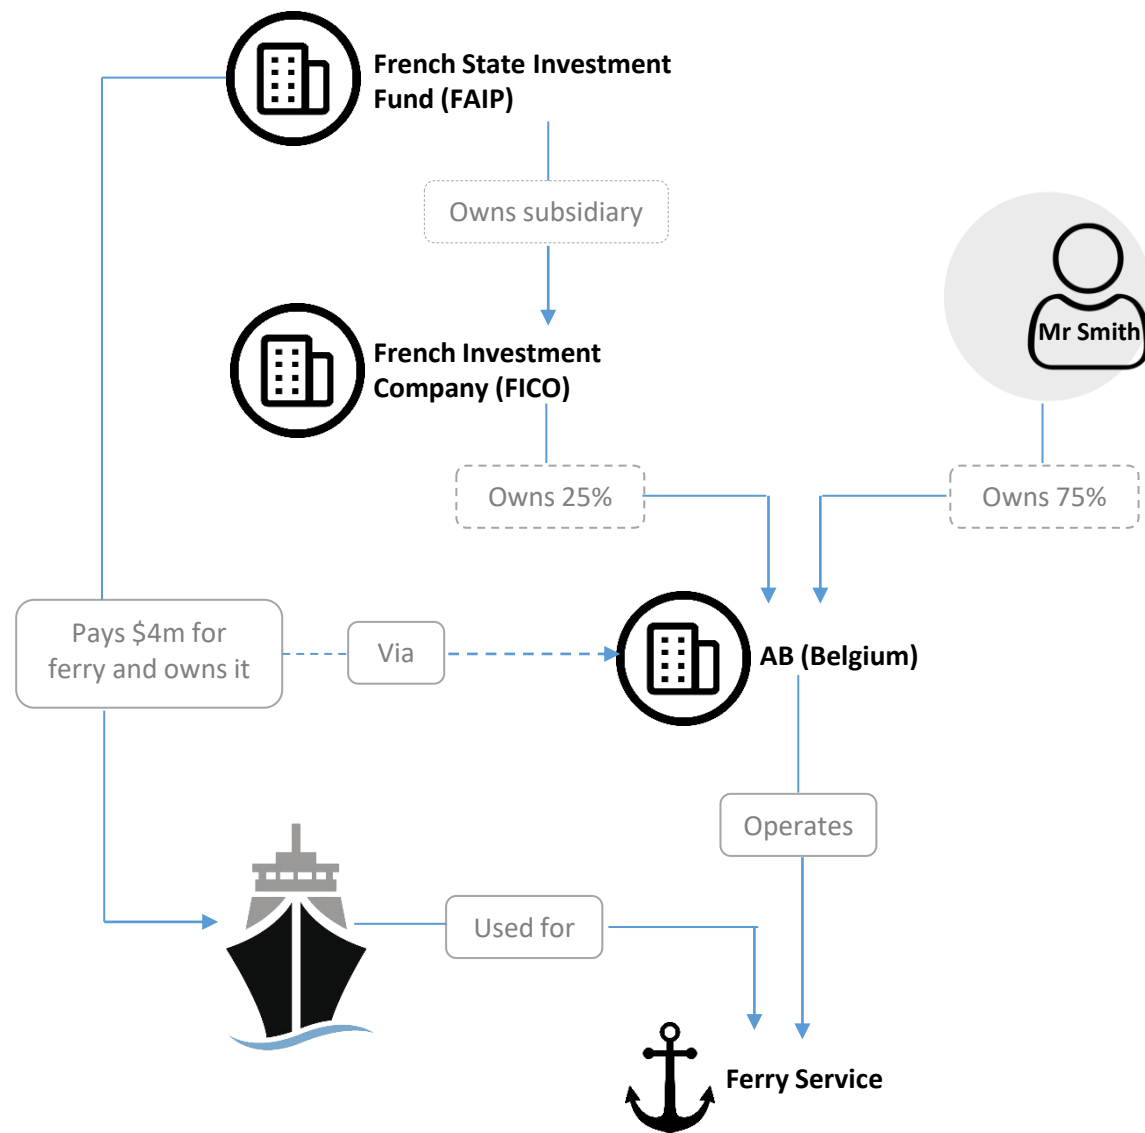 French State Investment
Fund (FAIP)
Owns subsidiary
Mr Smith
French Investment
Company (FICO)
Owns 25%
Owns 75%
Pays $4m for
ferry and owns it
Via
AB (Belgium)
Operates
Used for
Ferry Service